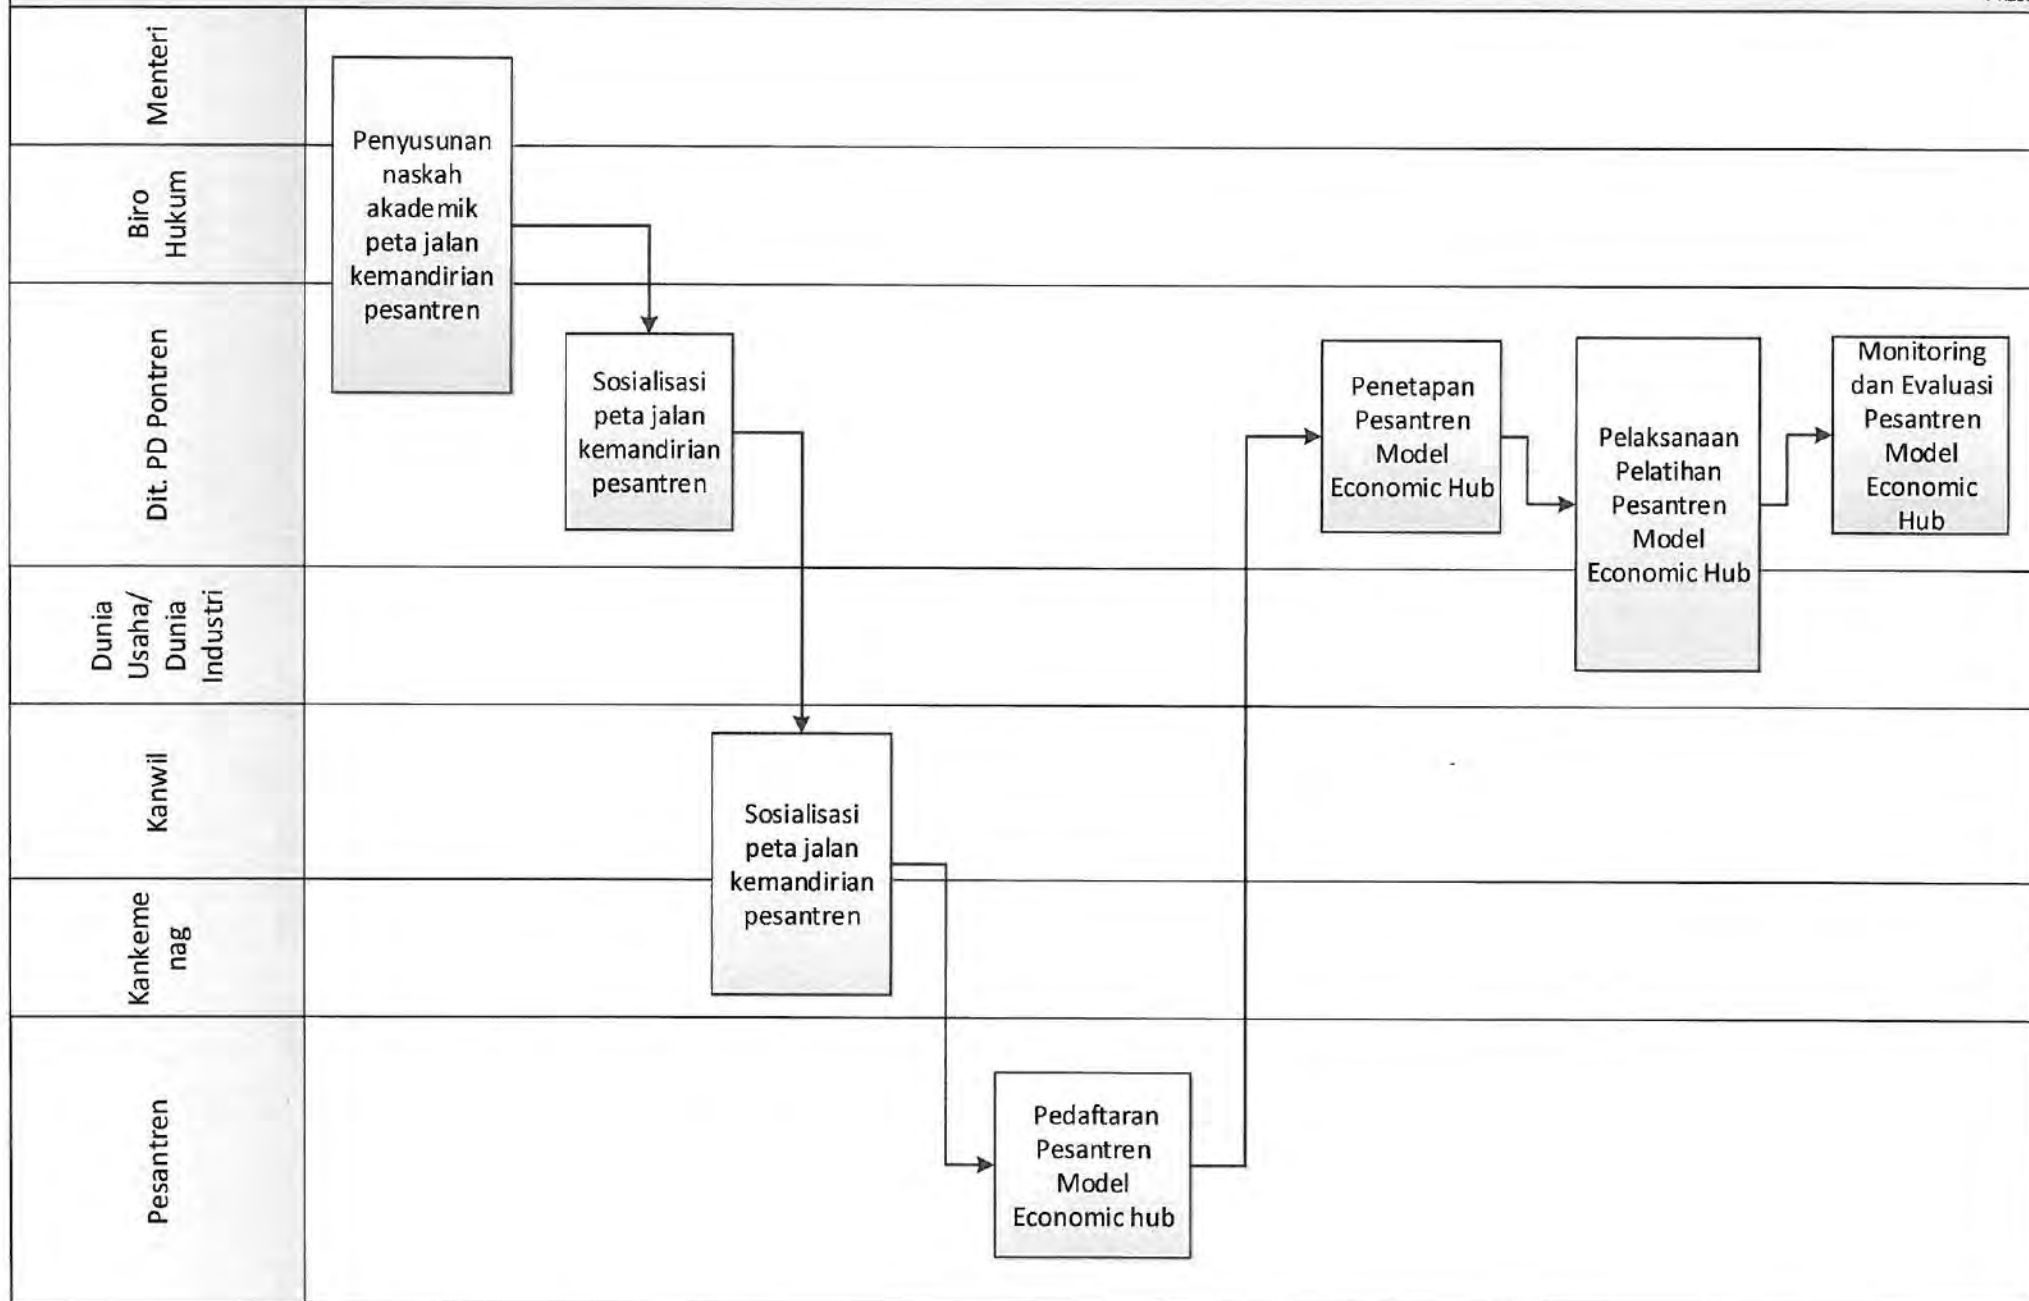 Menteri
Biro
Hukum
Dit. PD Pontren
Dunia
Usaha/
Dunia
Industri
Kanwil
Kankeme
nag
Pesantren
Penyusunan
naskah
akademik
peta jalan
kemandirian
pesantren
Sosialisasi
peta jalan
kemandirian
pesantren
Sosialisasi
peta jalan
kemandirian
pesantren
Pedaftaran
Pesantren
Model
Economic hub
Penetapan
Pesantren
Model
Economic Hub
Pelaksanaan
Pelatihan
Pesantren
Model
Economic Hub
Monitoring
dan Evaluasi
Pesantren
Model
Economic
Hub